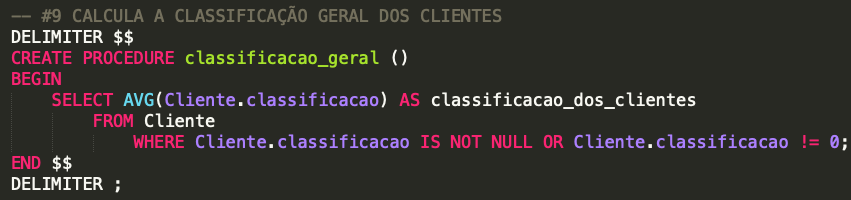 -- #9 CALCULA A CLASSIFICAÇÃO GERAL DOS CLIENTES
DELIMITER $$
CREATE PROCEDURE classificacao_geral ()
BEGIN
SELECT AVG(Cliente.classificacao) AS classificacao_dos_clientes
FROM Cliente
WHERE Cliente.classificacao IS NOT NULL OR Cliente.classificacao != 0;
END $$
DELIMITER ;